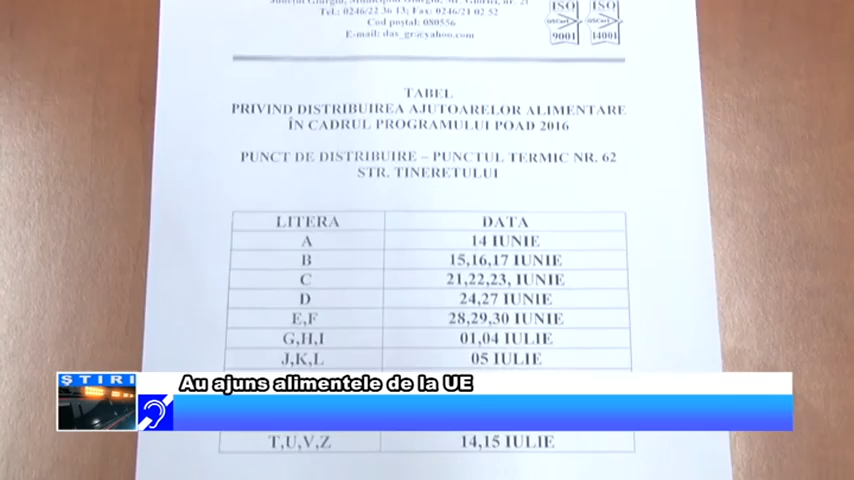 ISO ISO
Tel.: 0246/22 36 13; Fax: 0246/21 02 52
Cod poştal: 080556
E-mail: das_gr@yahoo.com
9001 14001
TABEL
PRIVIND DISTRIBUIREA AJUTOARELOR ALIMENTARE
ÎN CADRUL PROGRAMULUI POAD 2016
PUNCT DE DISTRIBUIRE – PUNCTUL TERMIC NR. 62
STR. TINERETULUI
LITERA DATA
A 14 IUNIE
B 15,16,17 IUNIE
C 21,22,23, IUNIE
D 24,27 IUNIE
E,F 28,29,30 IUNIE
G,H,I 01,04 IULIE
J,K,L 05 IULIE
ŞTIRI
Au ajuns alimentele de la UE
T,U,V,Z 14,15 IULIE